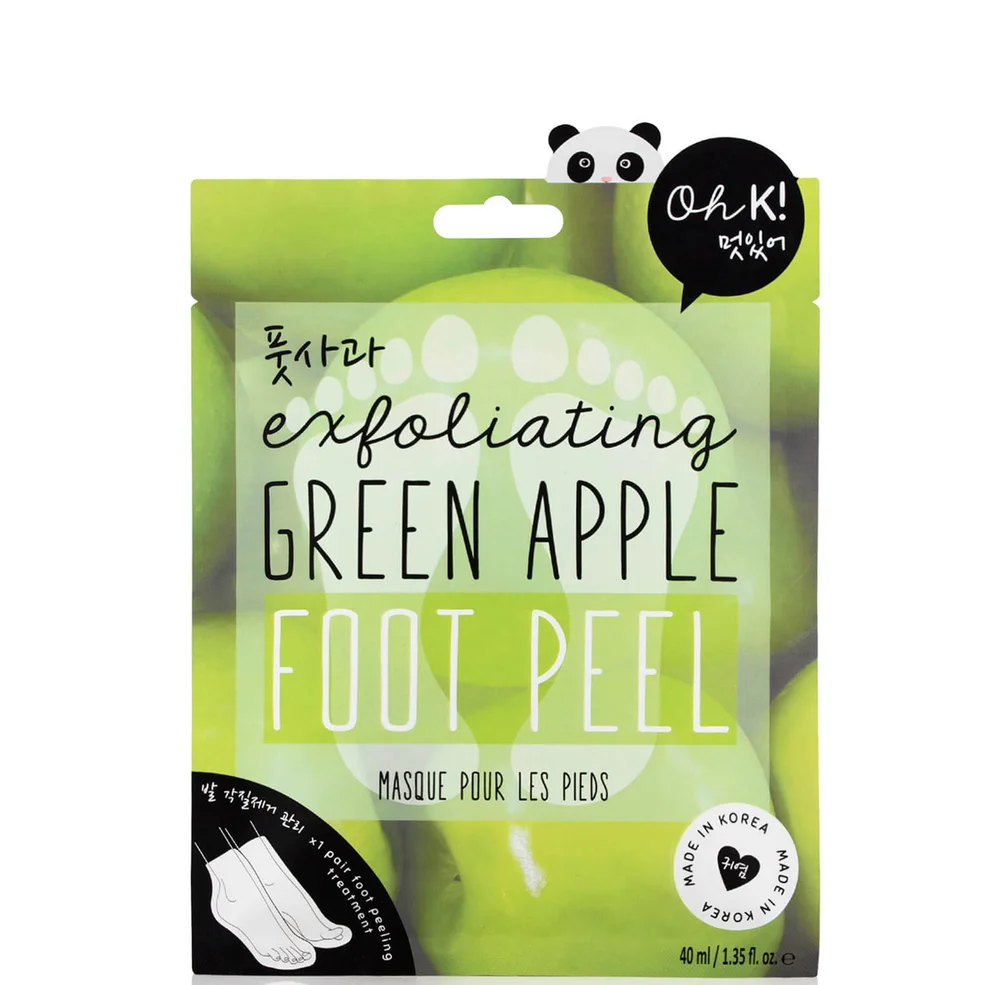 Oh K!
멋있어
풋사과
exfoliating
GREEN APPLE
FOOT PEEL
MASQUE POUR LES PIEDS
발 각질제거 관리 x1 pair foot peeling
treatment
MADE IN KOREA
MADE IN KOREA
귀염
40 ml / 1.35 fl. oz. ℮